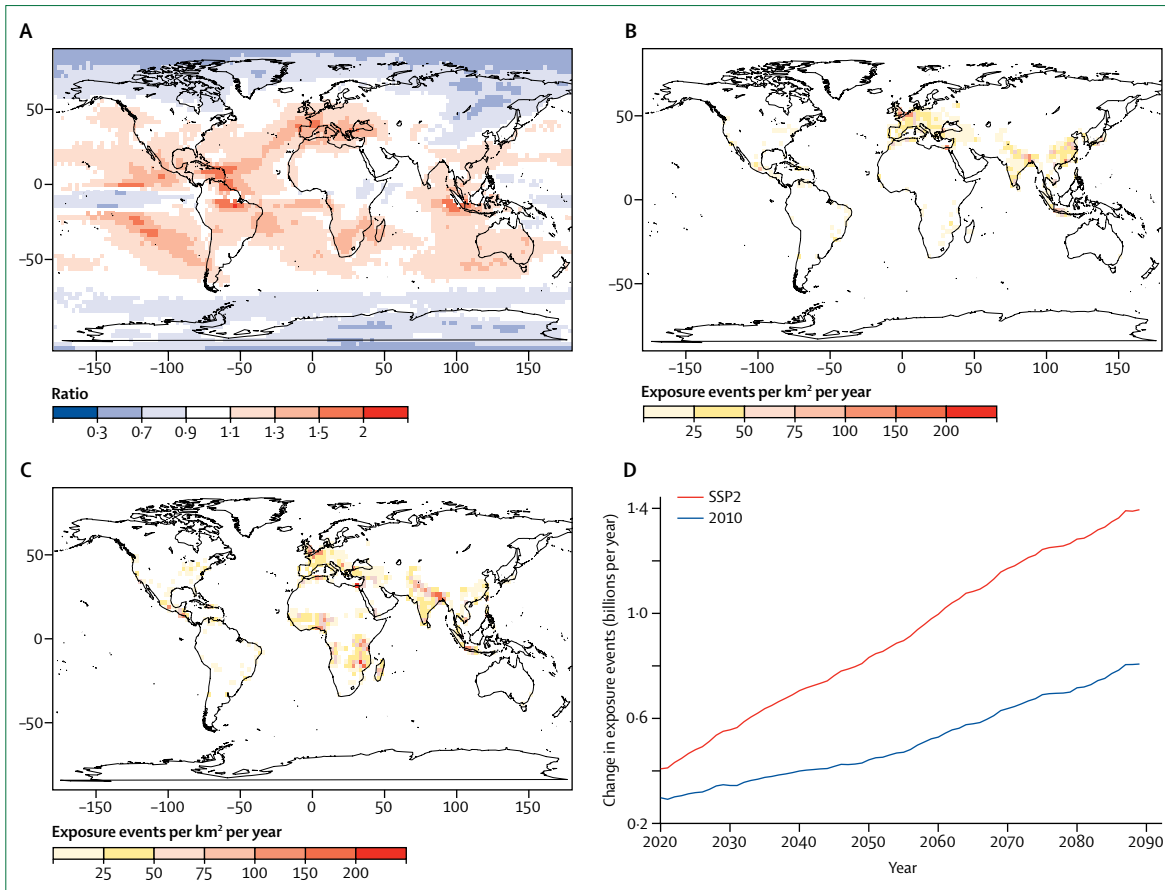 A
50
0
−50
−150 −100 −50 0 50 100 150
Ratio
0·3 0·7 0·9 1·1 1·3 1·5 2
B
50
0
−50
−150 −100 −50 0 50 100 150
Exposure events per km² per year
25 50 75 100 150 200
C
50
0
−50
−150 −100 −50 0 50 100 150
Exposure events per km² per year
25 50 75 100 150 200
D
SSP2
2010
Change in exposure events (billions per year)
1·4
1·0
0·6
0·2
2020 2030 2040 2050 2060 2070 2080 2090
Year